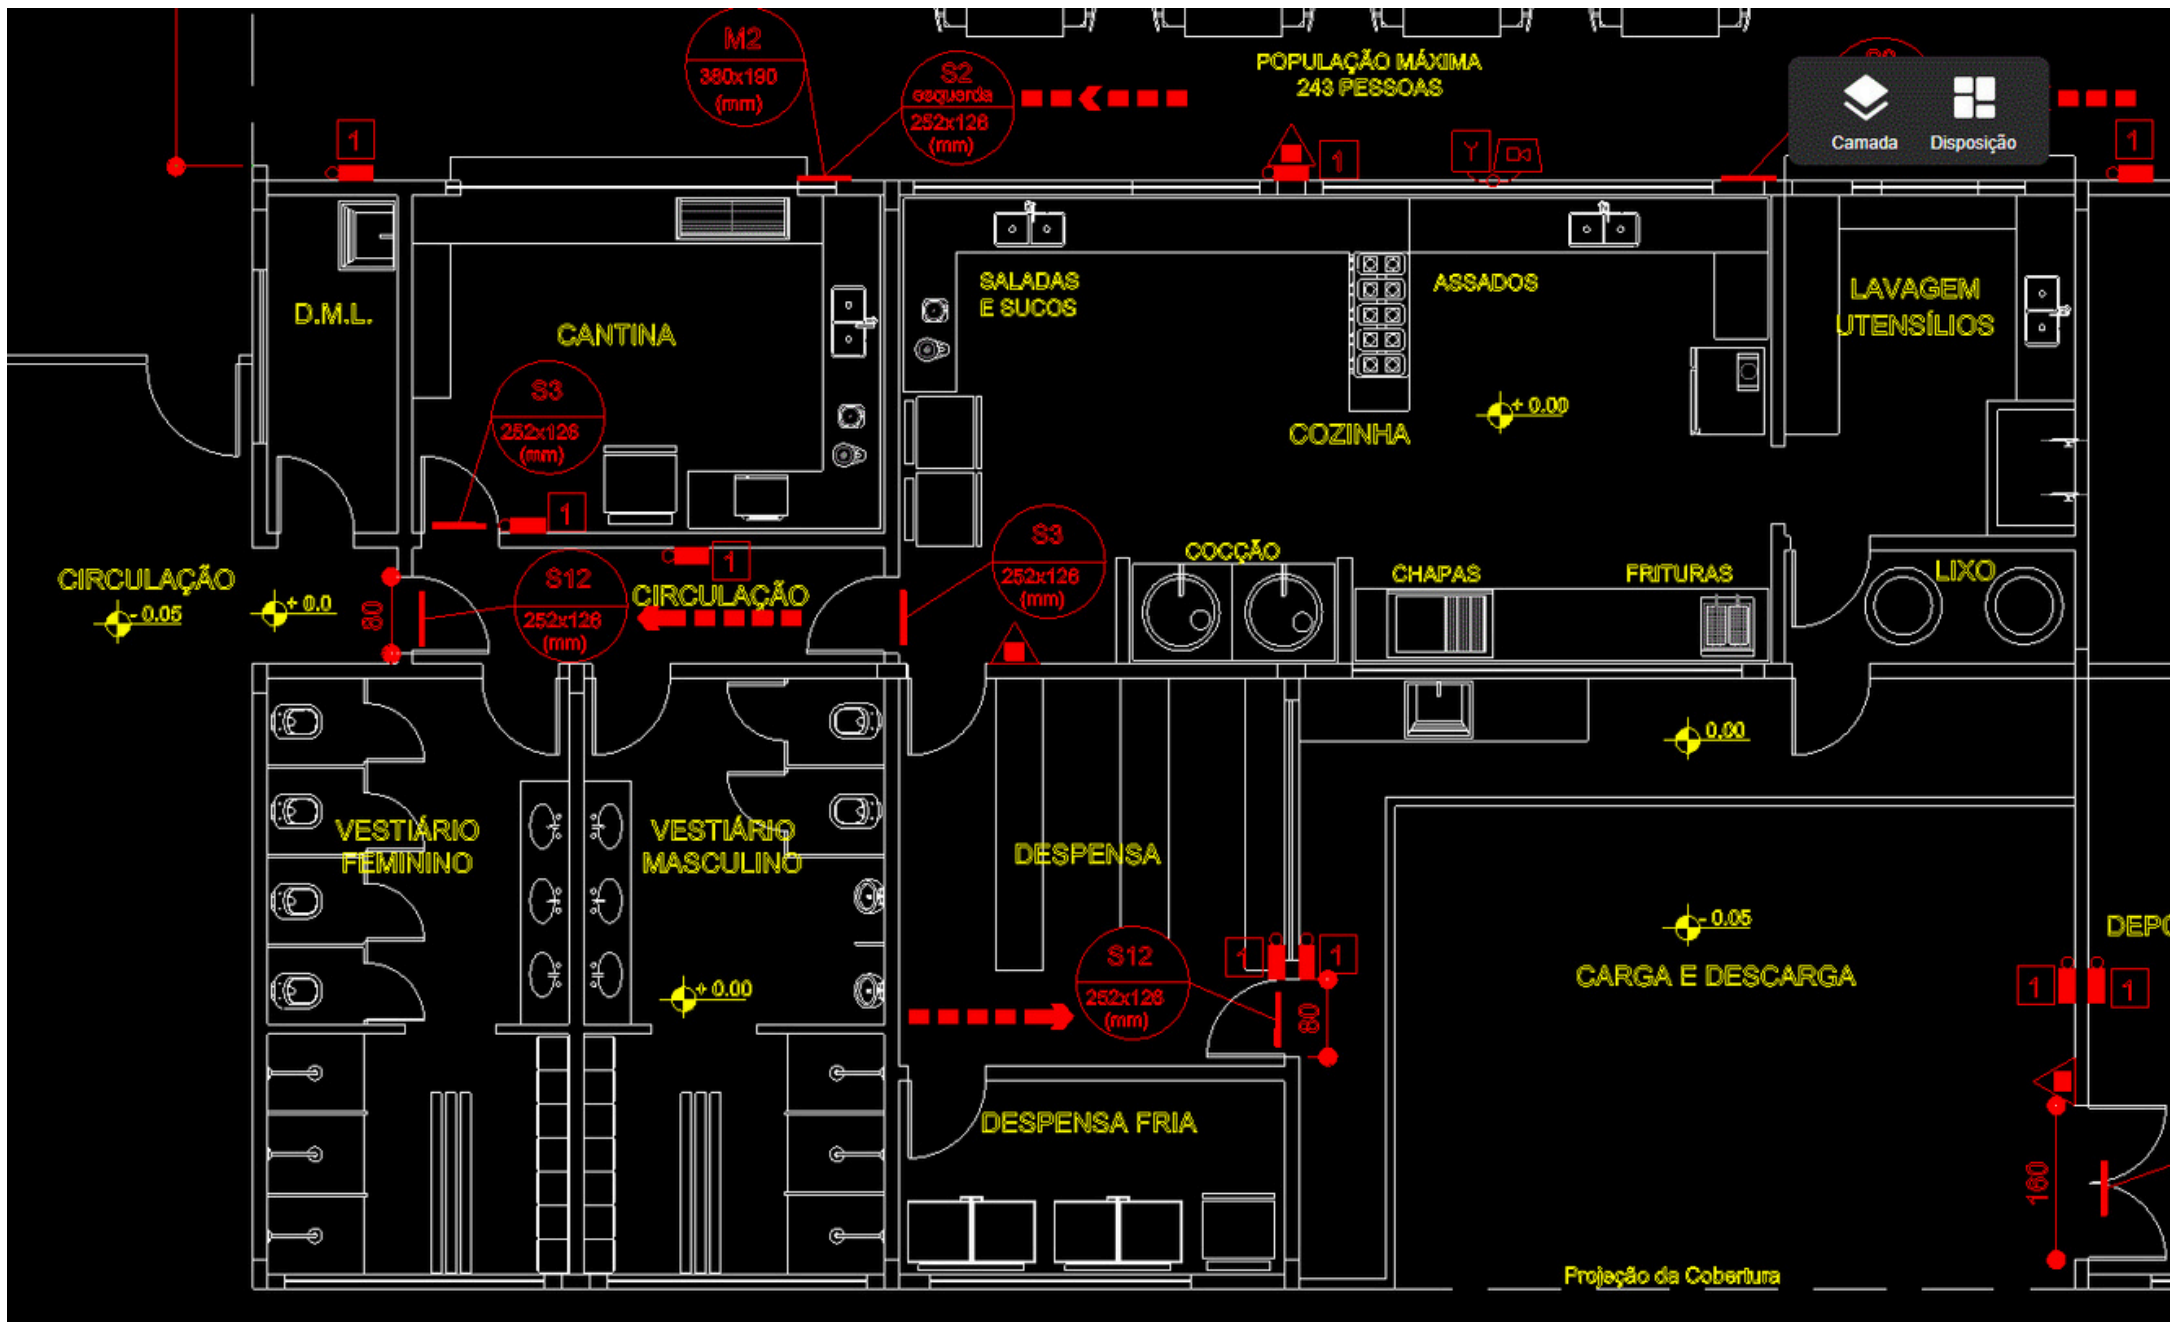 M2
380x190
(mm)
S2
esquerda
252x126
(mm)
POPULAÇÃO MÁXIMA
243 PESSOAS
Camada
Disposição
1
1
1
D.M.L.
CANTINA
SALADAS
E SUCOS
ASSADOS
LAVAGEM
UTENSÍLIOS
S3
252x126
(mm)
+ 0.00
COZINHA
1
S3
252x126
(mm)
1
COCÇÃO
CHAPAS
FRITURAS
LIXO
CIRCULAÇÃO
- 0.05
+ 0.0
80
S12
252x126
(mm)
CIRCULAÇÃO
0.00
VESTIÁRIO
FEMININO
VESTIÁRIO
MASCULINO
DESPENSA
+ 0.00
S12
252x126
(mm)
1
1
80
- 0.05
CARGA E DESCARGA
1
1
DESPENSA FRIA
160
Projeção da Cobertura